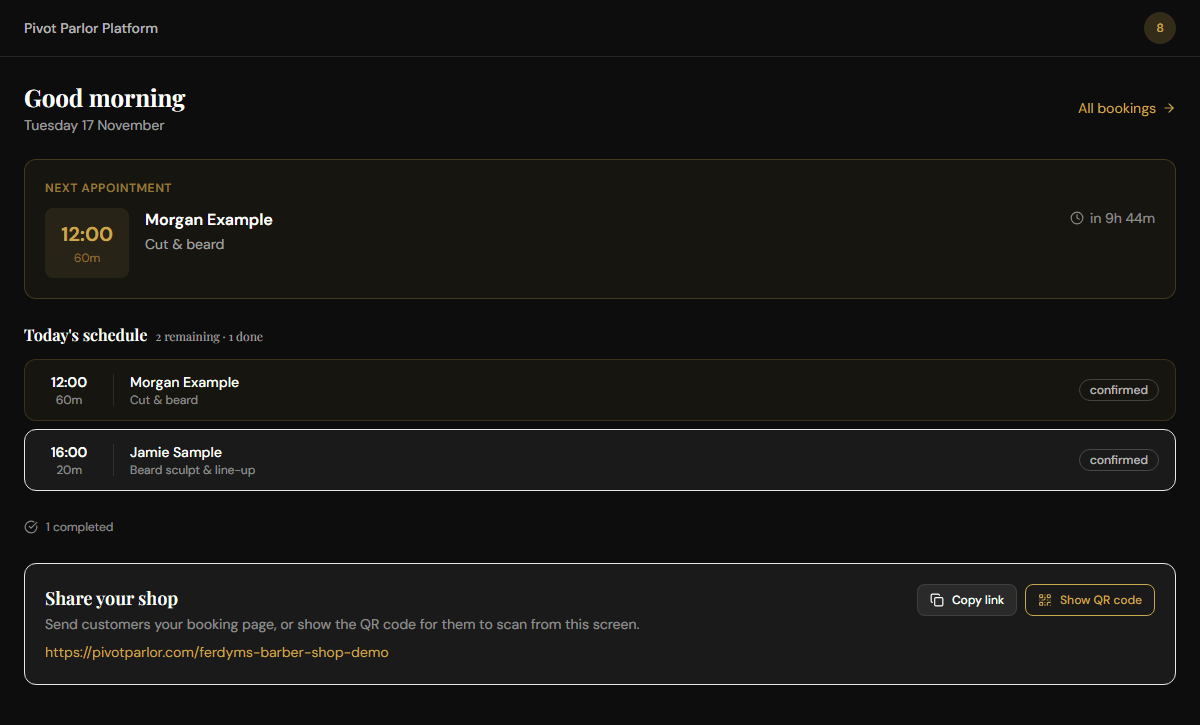 Pivot Parlor Platform
8
Good morning
Tuesday 17 November
All bookings →
NEXT APPOINTMENT
12:00
60m
Morgan Example
Cut & beard
in 9h 44m
Today's schedule 2 remaining · 1 done
12:00
60m
Morgan Example
Cut & beard
confirmed
16:00
20m
Jamie Sample
Beard sculpt & line-up
confirmed
1 completed
Share your shop
Send customers your booking page, or show the QR code for them to scan from this screen.
https://pivotparlor.com/ferdyms-barber-shop-demo
Copy link
Show QR code